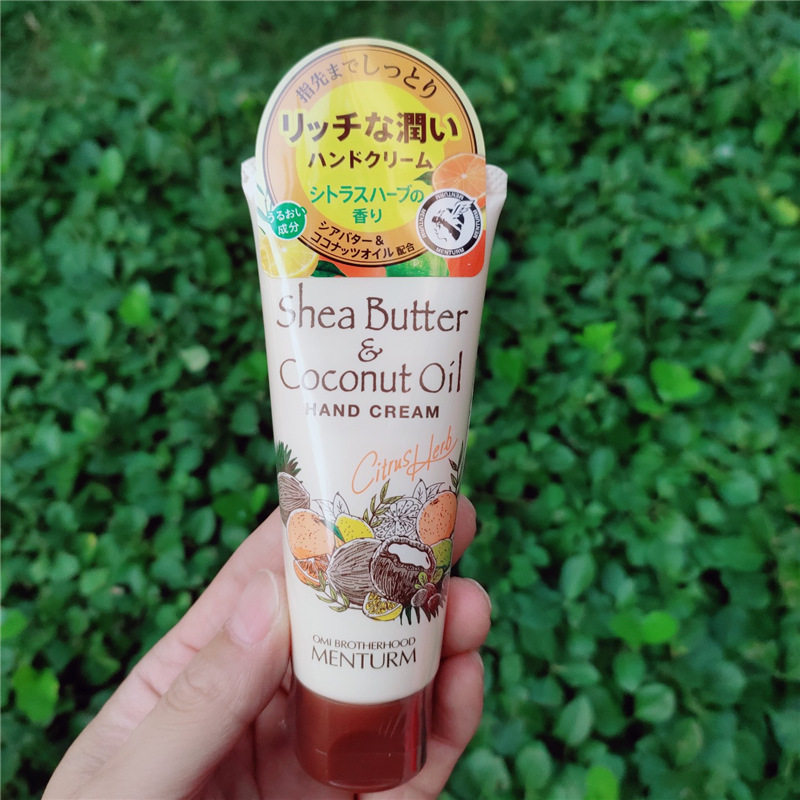 指先までしっとり
リッチな潤い
ハンドクリーム
シトラスハーブの
香り
うるおい
成分
シアバター&
ココナッツオイル 配合
MENTURM
Shea Butter
&
Coconut Oil
HAND CREAM
Citrus Herb
OMI BROTHERHOOD
MENTURM